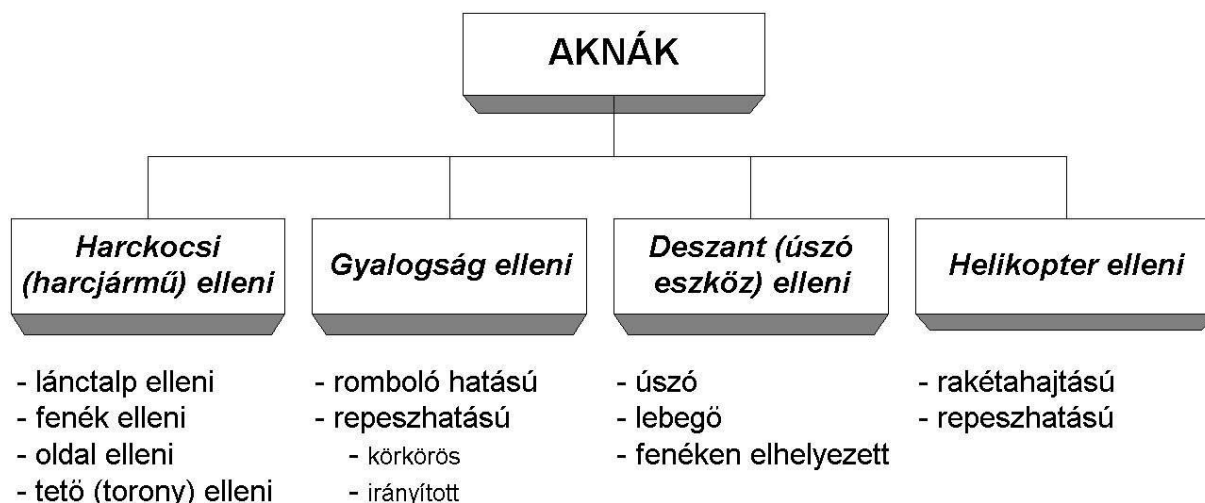 AKNÁK
Harckocsi
(harcjármű) elleni
- lánctalp elleni
- fenék elleni
- oldal elleni
- tetö (torony) elleni
Gyalogság elleni
- romboló hatású
- repeszhatású
- körkörös
- irányított
Deszant (úszó
eszköz) elleni
- úszó
- lebegö
- fenéken elhelyezett
Helikopter elleni
- rakétahajtású
- repeszhatású